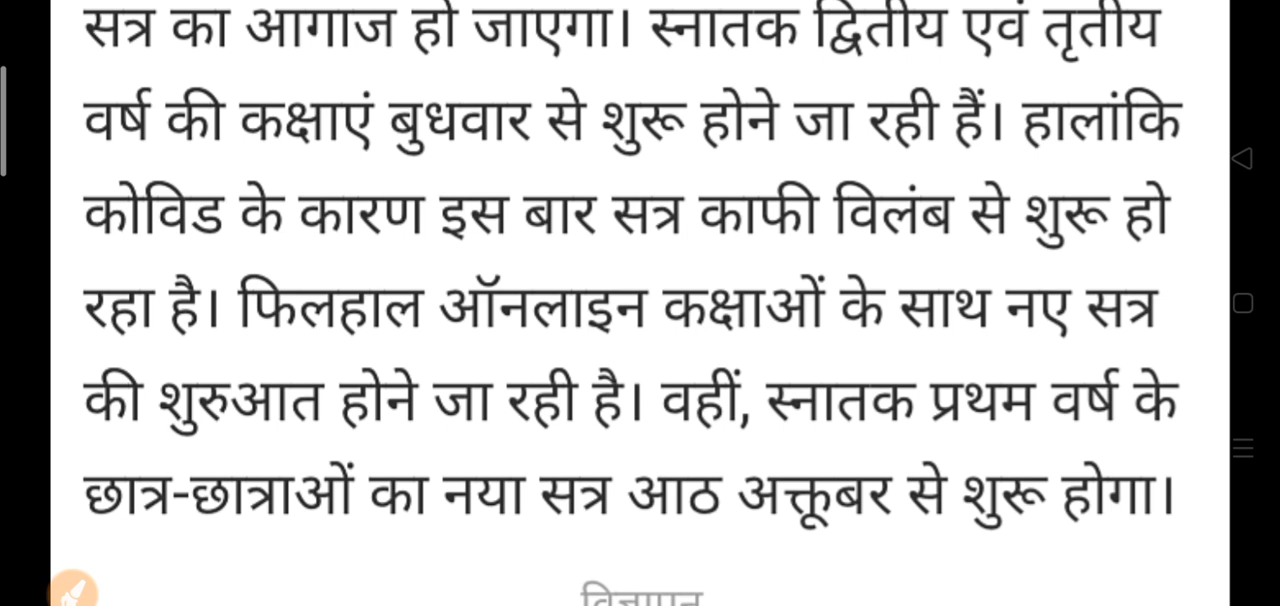 सत्र का आगाज हो जाएगा। स्नातक द्वितीय एवं तृतीय
वर्ष की कक्षाएं बुधवार से शुरू होने जा रही हैं। हालांकि
कोविड के कारण इस बार सत्र काफी विलंब से शुरू हो
रहा है। फिलहाल ऑनलाइन कक्षाओं के साथ नए सत्र
की शुरुआत होने जा रही है। वहीं, स्नातक प्रथम वर्ष के
छात्र-छात्राओं का नया सत्र आठ अक्तूबर से शुरू होगा।
विज्ञापन